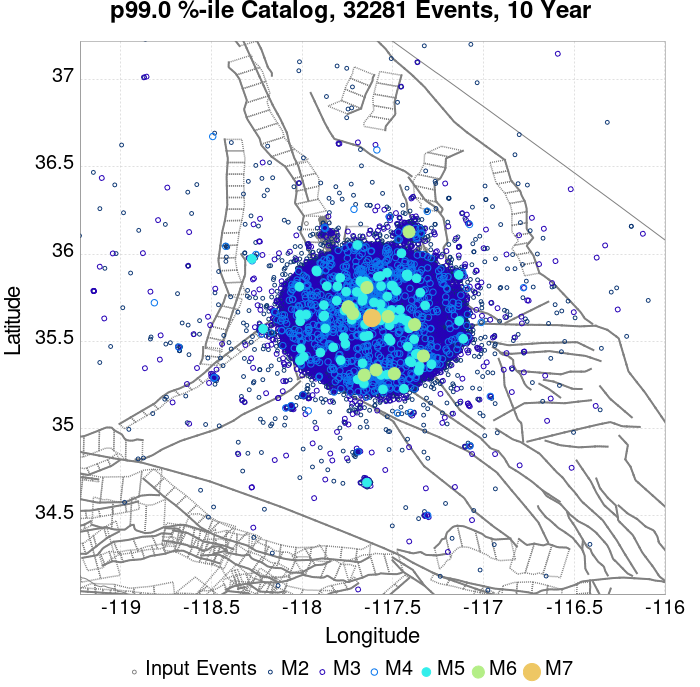 p99.0 %-ile Catalog, 32281 Events, 10 Year
37
36.5
36
35.5
35
34.5
Latitude
-119 -118.5 -118 -117.5 -117 -116.5 -116
Longitude
Input Events M2 M3 M4 M5 M6 M7